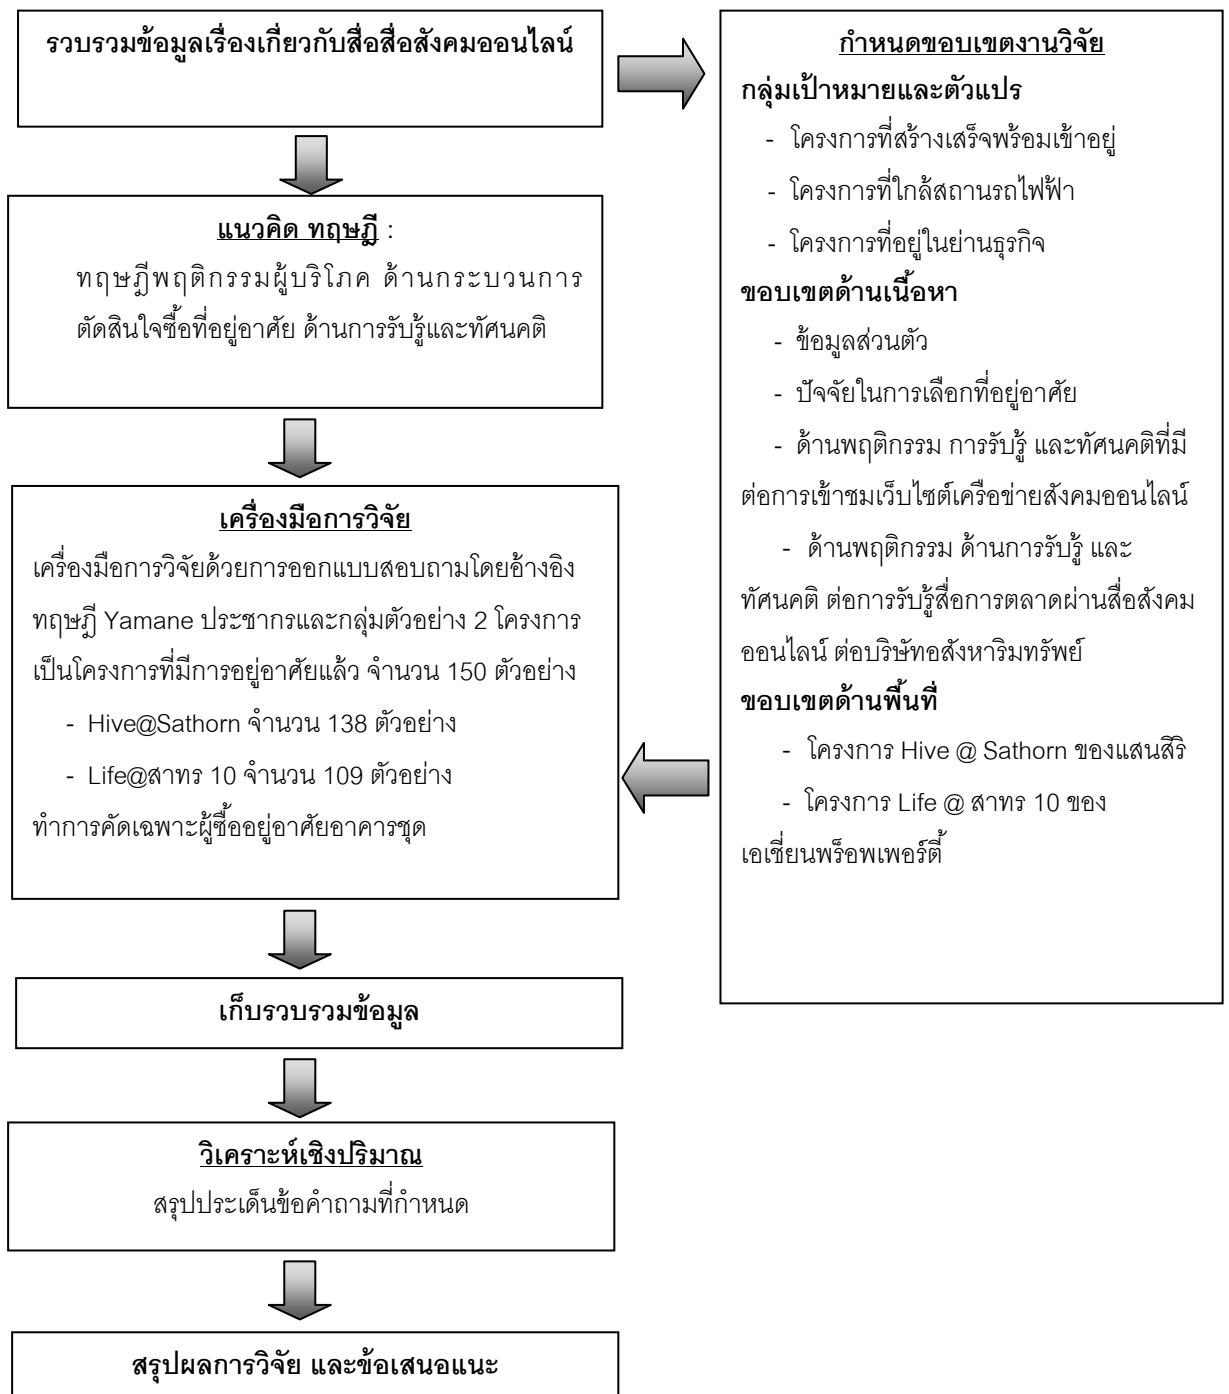 รวบรวมข้อมูลเรื่องเกี่ยวกับสื่อสื่อสังคมออนไลน์
แนวคิด ทฤษฎี :
ทฤษฎีพฤติกรรมผู้บริโภค ด้านกระบวนการ
ตัดสินใจซื้อที่อยู่อาศัย ด้านการรับรู้และทัศนคติ
กำหนดขอบเขตงานวิจัย
กลุ่มเป้าหมายและตัวแปร
- โครงการที่สร้างเสร็จพร้อมเข้าอยู่
- โครงการที่ใกล้สถานรถไฟฟ้า
- โครงการที่อยู่ในย่านธุรกิจ
ขอบเขตด้านเนื้อหา
- ข้อมูลส่วนตัว
- ปัจจัยในการเลือกที่อยู่อาศัย
- ด้านพฤติกรรม การรับรู้ และทัศนคติที่มี
ต่อการเข้าชมเว็บไซต์เครือข่ายสังคมออนไลน์
- ด้านพฤติกรรม ด้านการรับรู้ และ
ทัศนคติ ต่อการรับรู้สื่อการตลาดผ่านสื่อสังคม
ออนไลน์ ต่อบริษัทอสังหาริมทรัพย์
ขอบเขตด้านพื้นที่
- โครงการ Hive @ Sathorn ของแสนสิริ
- โครงการ Life @ สาทร 10 ของ
เอเชี่ยนพร็อพเพอร์ตี้
เครื่องมือการวิจัย
เครื่องมือการวิจัยด้วยการออกแบบสอบถามโดยอ้างอิง
ทฤษฎี Yamane ประชากรและกลุ่มตัวอย่าง 2 โครงการ
เป็นโครงการที่มีการอยู่อาศัยแล้ว จำนวน 150 ตัวอย่าง
- Hive@Sathorn จำนวน 138 ตัวอย่าง
- Life@สาทร 10 จำนวน 109 ตัวอย่าง
ทำการคัดเฉพาะผู้ซื้ออยู่อาศัยอาคารชุด
เก็บรวบรวมข้อมูล
วิเคราะห์เชิงปริมาณ
สรุปประเด็นข้อคำถามที่กำหนด
สรุปผลการวิจัย และข้อเสนอแนะ